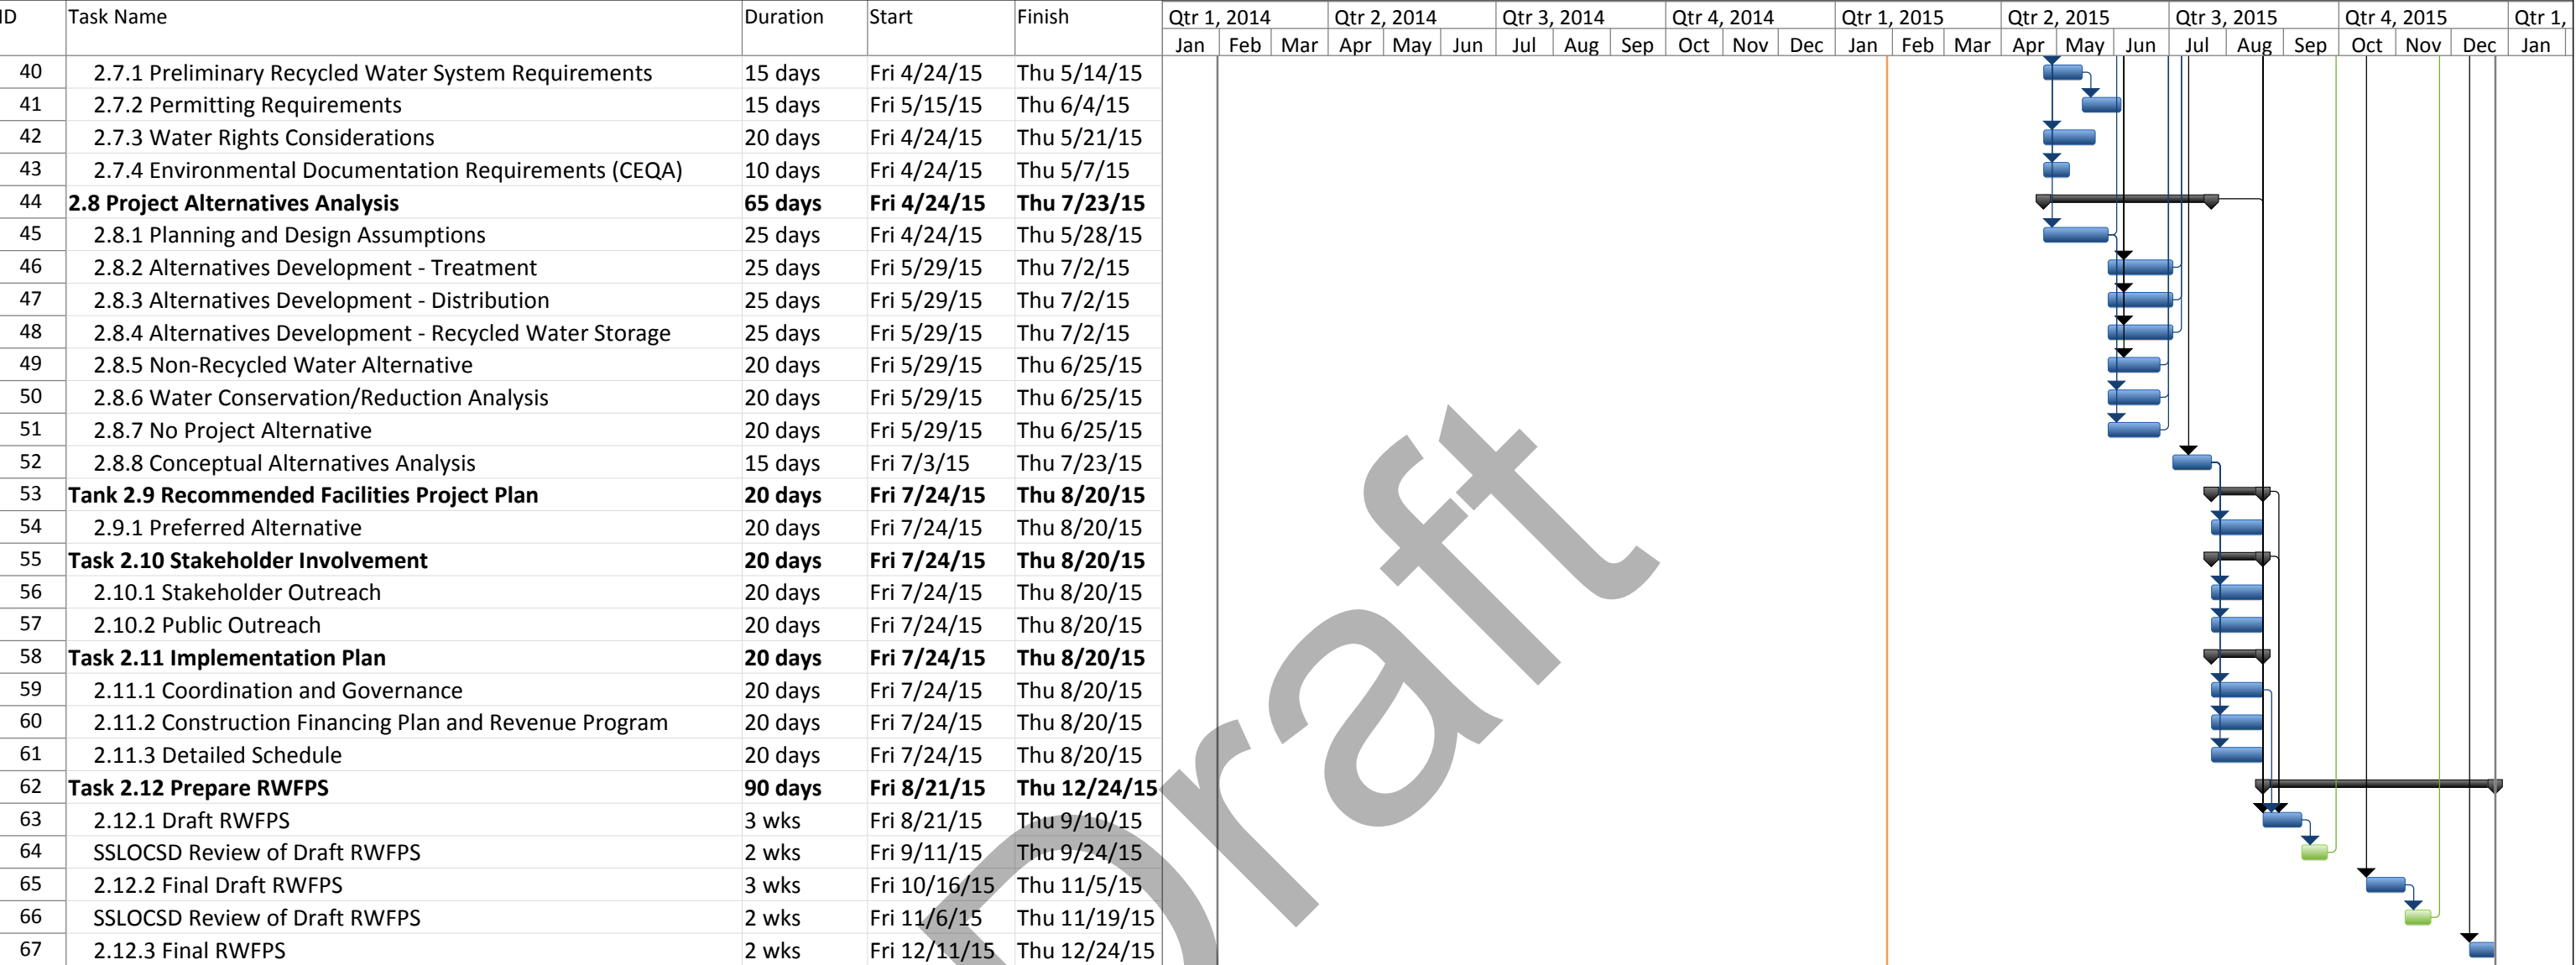 ID Task Name Duration Start Finish Qtr 1, 2014 Qtr 2, 2014 Qtr 3, 2014 Qtr 4, 2014 Qtr 1, 2015 Qtr 2, 2015 Qtr 3, 2015 Qtr 4, 2015 Qtr 1,
Jan Feb Mar Apr May Jun Jul Aug Sep Oct Nov Dec Jan Feb Mar Apr May Jun Jul Aug Sep Oct Nov Dec Jan
40 2.7.1 Preliminary Recycled Water System Requirements 15 days Fri 4/24/15 Thu 5/14/15
41 2.7.2 Permitting Requirements 15 days Fri 5/15/15 Thu 6/4/15
42 2.7.3 Water Rights Considerations 20 days Fri 4/24/15 Thu 5/21/15
43 2.7.4 Environmental Documentation Requirements (CEQA) 10 days Fri 4/24/15 Thu 5/7/15
44 2.8 Project Alternatives Analysis 65 days Fri 4/24/15 Thu 7/23/15
45 2.8.1 Planning and Design Assumptions 25 days Fri 4/24/15 Thu 5/28/15
46 2.8.2 Alternatives Development - Treatment 25 days Fri 5/29/15 Thu 7/2/15
47 2.8.3 Alternatives Development - Distribution 25 days Fri 5/29/15 Thu 7/2/15
48 2.8.4 Alternatives Development - Recycled Water Storage 25 days Fri 5/29/15 Thu 7/2/15
49 2.8.5 Non-Recycled Water Alternative 20 days Fri 5/29/15 Thu 6/25/15
50 2.8.6 Water Conservation/Reduction Analysis 20 days Fri 5/29/15 Thu 6/25/15
51 2.8.7 No Project Alternative 20 days Fri 5/29/15 Thu 6/25/15
52 2.8.8 Conceptual Alternatives Analysis 15 days Fri 7/3/15 Thu 7/23/15
53 Tank 2.9 Recommended Facilities Project Plan 20 days Fri 7/24/15 Thu 8/20/15
54 2.9.1 Preferred Alternative 20 days Fri 7/24/15 Thu 8/20/15
55 Task 2.10 Stakeholder Involvement 20 days Fri 7/24/15 Thu 8/20/15
56 2.10.1 Stakeholder Outreach 20 days Fri 7/24/15 Thu 8/20/15
57 2.10.2 Public Outreach 20 days Fri 7/24/15 Thu 8/20/15
58 Task 2.11 Implementation Plan 20 days Fri 7/24/15 Thu 8/20/15
59 2.11.1 Coordination and Governance 20 days Fri 7/24/15 Thu 8/20/15
60 2.11.2 Construction Financing Plan and Revenue Program 20 days Fri 7/24/15 Thu 8/20/15
61 2.11.3 Detailed Schedule 20 days Fri 7/24/15 Thu 8/20/15
62 Task 2.12 Prepare RWFPS 90 days Fri 8/21/15 Thu 12/24/15
63 2.12.1 Draft RWFPS 3 wks Fri 8/21/15 Thu 9/10/15
64 SSLOCSD Review of Draft RWFPS 2 wks Fri 9/11/15 Thu 9/24/15
65 2.12.2 Final Draft RWFPS 3 wks Fri 10/16/15 Thu 11/5/15
66 SSLOCSD Review of Draft RWFPS 2 wks Fri 11/6/15 Thu 11/19/15
67 2.12.3 Final RWFPS 2 wks Fri 12/11/15 Thu 12/24/15
Draft